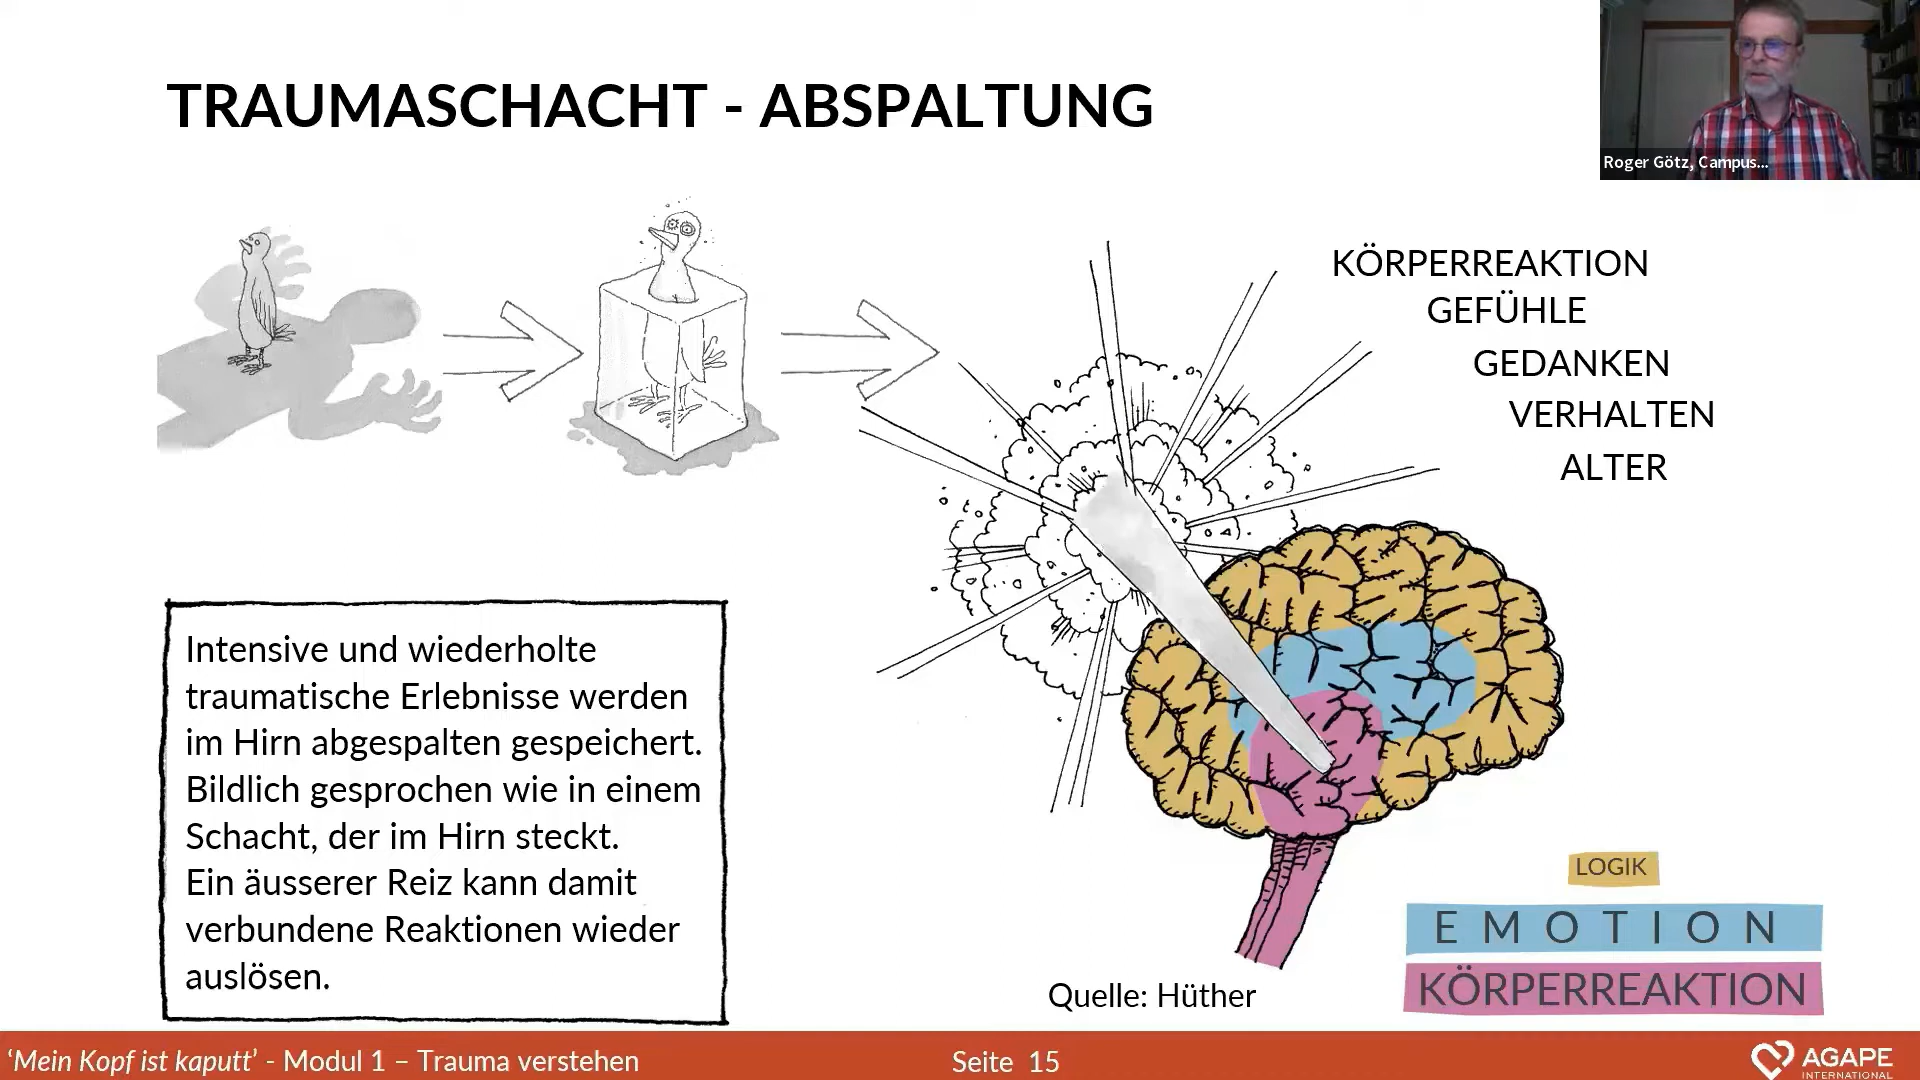 TRAUMASCHACHT - ABSPALTUNG
Roger Götz, Campus...
KÖRPERREAKTION
GEFÜHLE
GEDANKEN
VERHALTEN
ALTER
Intensive und wiederholte
traumatische Erlebnisse werden
im Hirn abgespalten gespeichert.
Bildlich gesprochen wie in einem
Schacht, der im Hirn steckt.
Ein äusserer Reiz kann damit
verbundene Reaktionen wieder
auslösen.
LOGIK
EMOTION
KÖRPERREAKTION
Quelle: Hüther
‘Mein Kopf ist kaputt’ - Modul 1 – Trauma verstehen
Seite 15
AGAPE
INTERNATIONAL